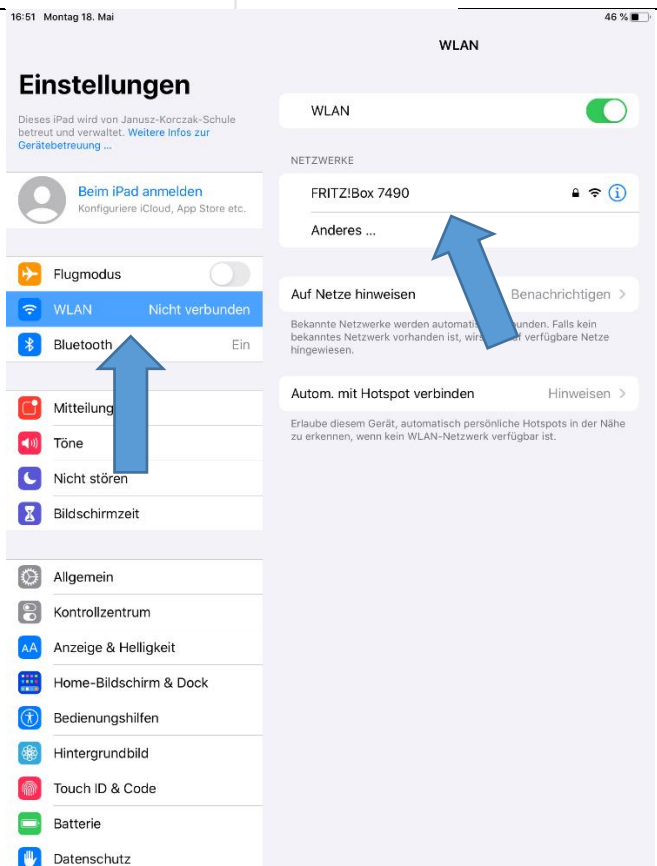 16:51 Montag 18. Mai
46 %
Einstellungen
Dieses iPad wird von Janusz-Korczak-Schule
betreut und verwaltet. Weitere Infos zur
Gerätebetreuung ...
Beim iPad anmelden
Konfiguriere iCloud, App Store etc.
Flugmodus
WLAN Nicht verbunden
Bluetooth Ein
Mitteilung
Töne
Nicht stören
Bildschirmzeit
Allgemein
Kontrollzentrum
AA Anzeige & Helligkeit
Home-Bildschirm & Dock
Bedienungshilfen
Hintergrundbild
Touch ID & Code
Batterie
Datenschutz
WLAN
WLAN
NETZWERKE
FRITZ!Box 7490
Anderes ...
Auf Netze hinweisen Benachrichtigen
Bekannte Netzwerke werden Falls kein
bekanntes Netzwerk vorhanden ist, verfügbare Netze
hingewiesen.
Autom. mit Hotspot verbinden Hinweisen
Erlaube diesem Gerät, automatisch persönliche Hotspots in der Nähe
zu erkennen, wenn kein WLAN-Netzwerk verfügbar ist.